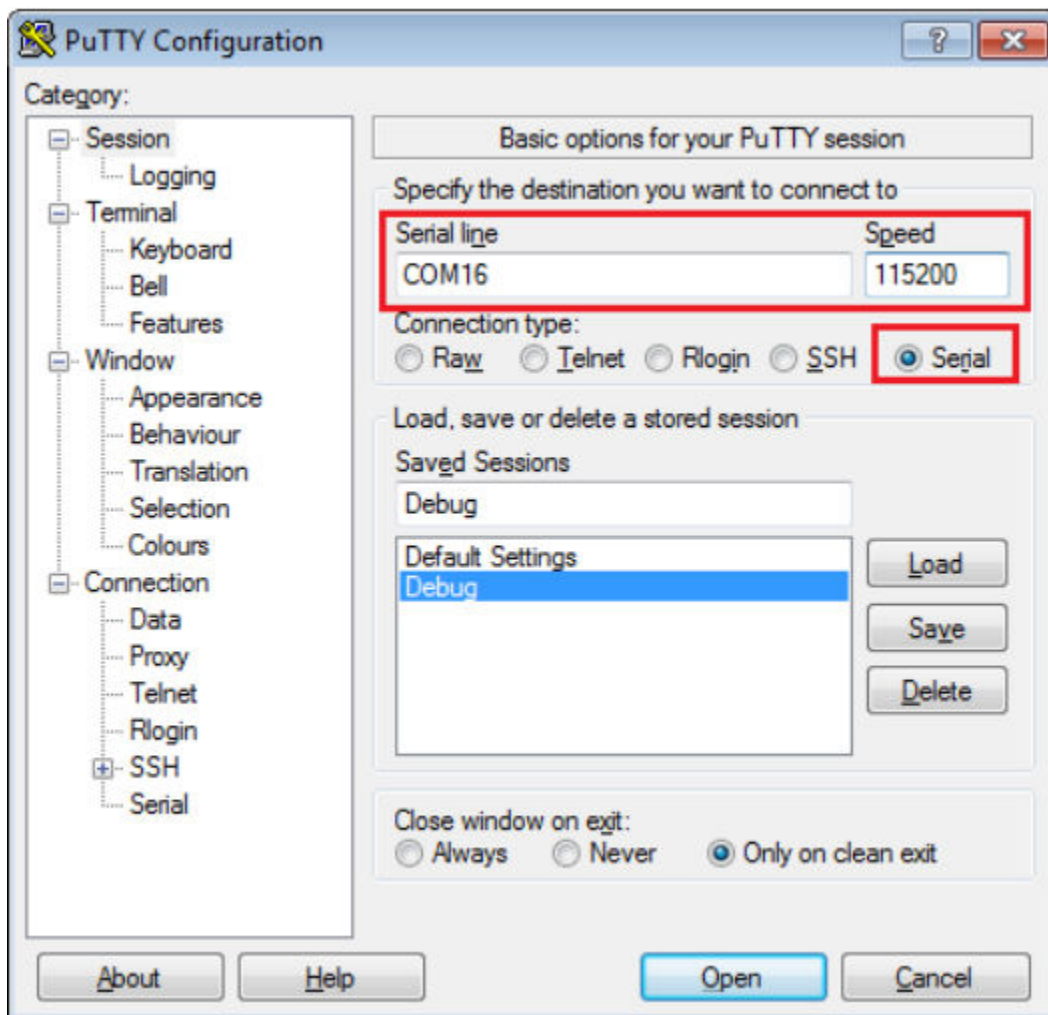 PuTTY Configuration
?
Category:
Session
Logging
Terminal
Keyboard
Bell
Features
Window
Appearance
Behaviour
Translation
Selection
Colours
Connection
Data
Proxy
Telnet
Rlogin
SSH
Serial
Basic options for your PuTTY session
Specify the destination you want to connect to
Serial line Speed
COM16 115200
Connection type:
Raw Telnet Rlogin SSH Serial
Load, save or delete a stored session
Saved Sessions
Debug
Default Settings
Debug
Load
Save
Delete
Close window on exit:
Always Never Only on clean exit
About Help Open Cancel